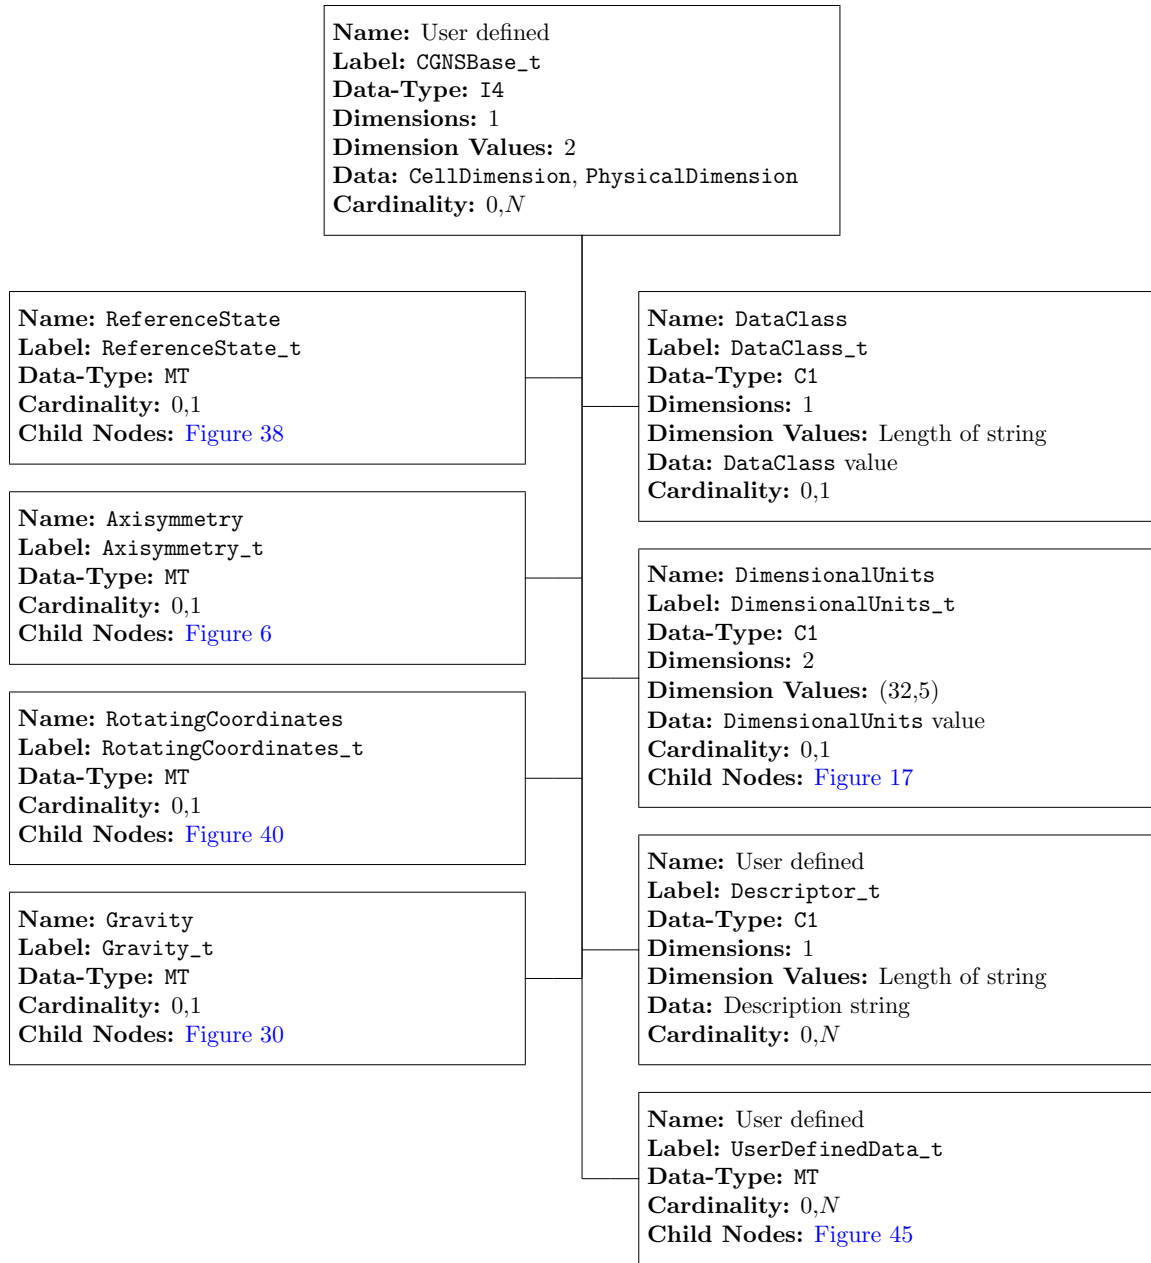 Name: User defined
Label: CGNSBase_t
Data-Type: I4
Dimensions: 1
Dimension Values: 2
Data: CellDimension, PhysicalDimension
Cardinality: 0,N
Name: ReferenceState
Label: ReferenceState_t
Data-Type: MT
Cardinality: 0,1
Child Nodes: Figure 38
Name: Axisymmetry
Label: Axisymmetry_t
Data-Type: MT
Cardinality: 0,1
Child Nodes: Figure 6
Name: RotatingCoordinates
Label: RotatingCoordinates_t
Data-Type: MT
Cardinality: 0,1
Child Nodes: Figure 40
Name: Gravity
Label: Gravity_t
Data-Type: MT
Cardinality: 0,1
Child Nodes: Figure 30
Name: DataClass
Label: DataClass_t
Data-Type: C1
Dimensions: 1
Dimension Values: Length of string
Data: DataClass value
Cardinality: 0,1
Name: DimensionalUnits
Label: DimensionalUnits_t
Data-Type: C1
Dimensions: 2
Dimension Values: (32,5)
Data: DimensionalUnits value
Cardinality: 0,1
Child Nodes: Figure 17
Name: User defined
Label: Descriptor_t
Data-Type: C1
Dimensions: 1
Dimension Values: Length of string
Data: Description string
Cardinality: 0,N
Name: User defined
Label: UserDefinedData_t
Data-Type: MT
Cardinality: 0,N
Child Nodes: Figure 45